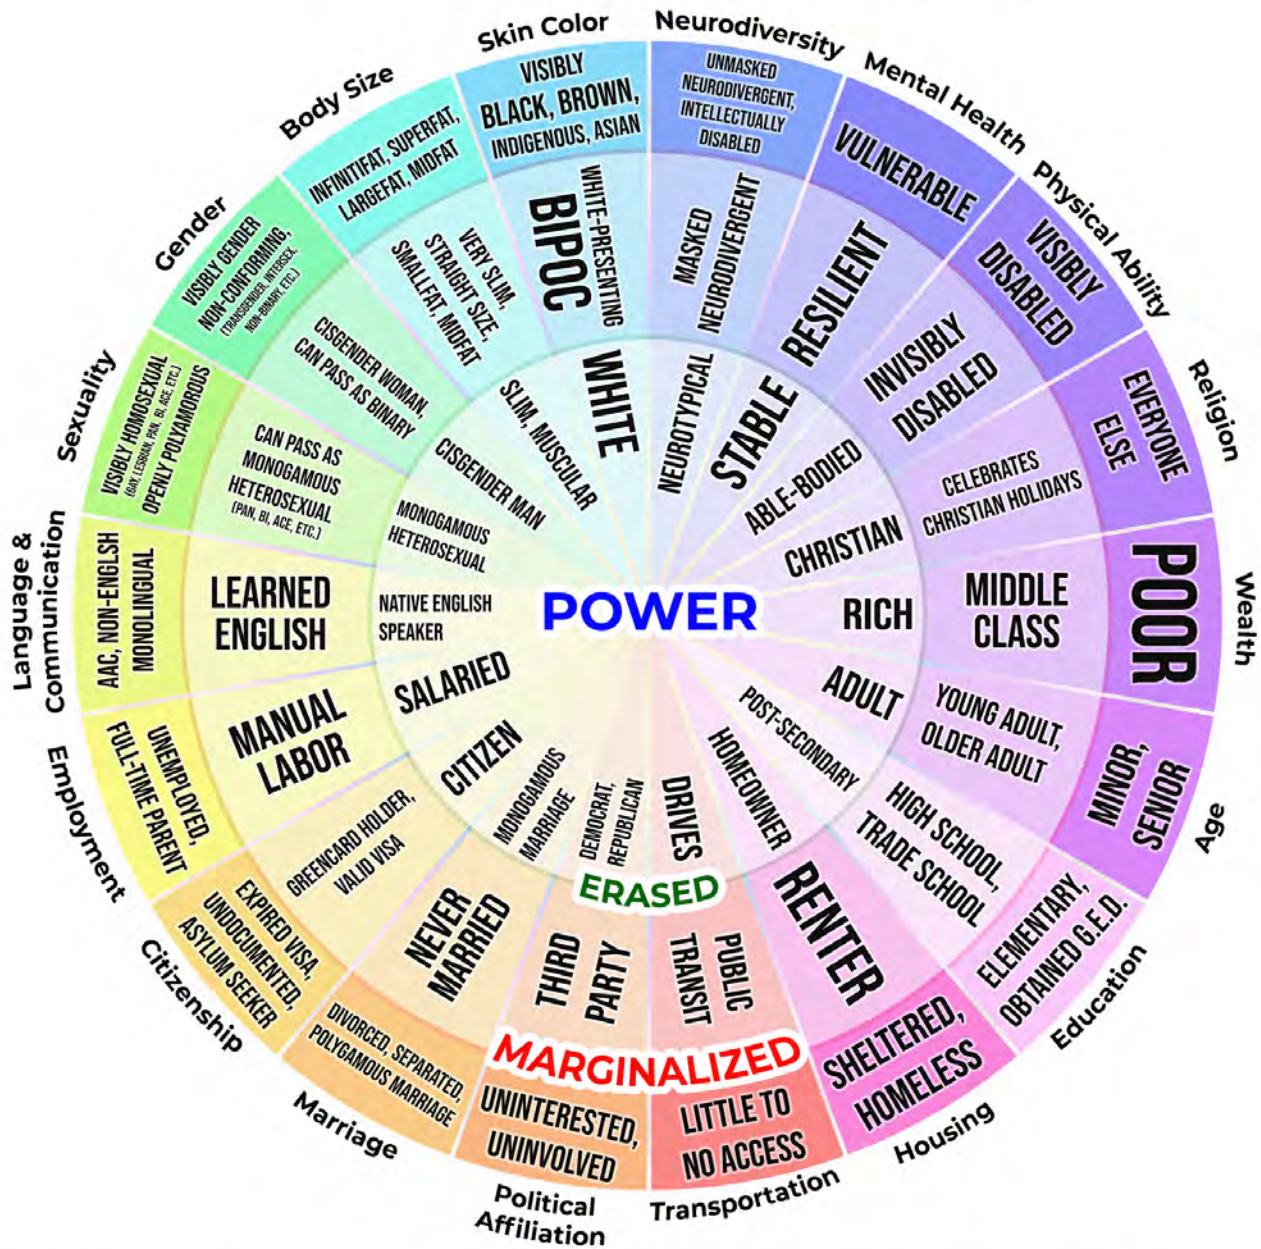 Skin Color
VISIBLY
BLACK, BROWN,
INDIGENOUS, ASIAN
WHITE-PRESENTING
BIPOC
WHITE
Neurodiversity
UNMASKED
NEURODIVERGENT,
INTELLECTUALLY
DISABLED
MASKED
NEURODIVERGENT
NEUROTYPICAL
Mental Health
VULNERABLE
RESILIENT
STABLE
Physical Ability
VISIBLY
DISABLED
INVISIBLY
DISABLED
ABLE-BODIED
Religion
EVERYONE
ELSE
CELEBRATES
CHRISTIAN HOLIDAYS
CHRISTIAN
Wealth
POOR
MIDDLE
CLASS
RICH
Age
MINOR,
SENIOR
YOUNG ADULT,
OLDER ADULT
ADULT
Education
ELEMENTARY,
OBTAINED G.E.D.
HIGH SCHOOL,
TRADE SCHOOL
POST-SECONDARY
Housing
SHELTERED,
HOMELESS
RENTER
HOMEOWNER
Transportation
LITTLE TO
NO ACCESS
PUBLIC
TRANSIT
DRIVES
Political
Affiliation
UNINTERESTED,
UNINVOLVED
THIRD
PARTY
DEMOCRAT,
REPUBLICAN
Marriage
DIVORCED, SEPARATED,
POLYGAMOUS MARRIAGE
NEVER
MARRIED
MONOGAMOUS
MARRIAGE
Citizenship
EXPIRED VISA,
UNDOCUMENTED,
ASYLUM SEEKER
GREENCARD HOLDER,
VALID VISA
CITIZEN
Employment
UNEMPLOYED,
FULL-TIME PARENT
MANUAL
LABOR
SALARIED
Language &
Communication
AAC, NON-ENGLSH
MONOLINGUAL
LEARNED
ENGLISH
NATIVE ENGLISH
SPEAKER
Sexuality
VISIBLY HOMOSEXUAL
(GAY, LESBIAN, PAN, BI, ACE, ETC.)
OPENLY POLYAMOROUS
CAN PASS AS
MONOGAMOUS
HETEROSEXUAL
(PAN, BI, ACE, ETC.)
MONOGAMOUS
HETEROSEXUAL
Gender
VISIBLY GENDER
NON-CONFORMING,
(TRANSGENDER, INTERSEX,
NON-BINARY, ETC.)
CISGENDER WOMAN,
CAN PASS AS BINARY
CISGENDER MAN
Body Size
INFINITIFAT, SUPERFAT,
LARGEFAT, MIDFAT
VERY SLIM,
STRAIGHT SIZE,
SMALLFAT, MIDFAT
SLIM, MUSCULAR
POWER
ERASED
MARGINALIZED